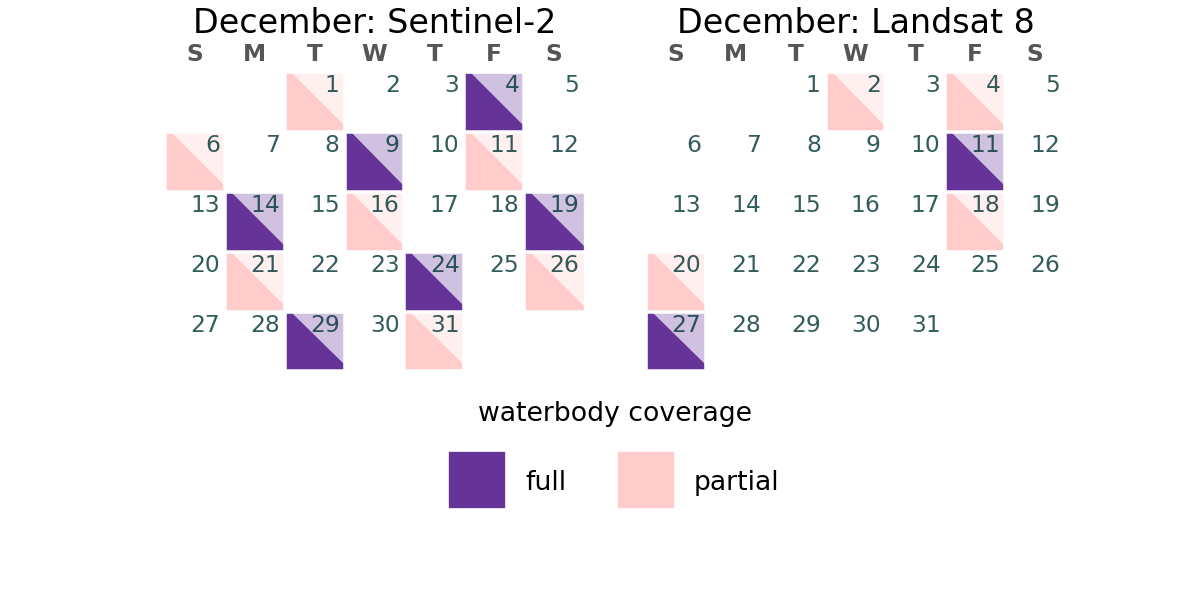 December: Sentinel-2
S M T W T F S
1 2 3 4 5
6 7 8 9 10 11 12
13 14 15 16 17 18 19
20 21 22 23 24 25 26
27 28 29 30 31
December: Landsat 8
S M T W T F S
1 2 3 4 5
6 7 8 9 10 11 12
13 14 15 16 17 18 19
20 21 22 23 24 25 26
27 28 29 30 31
waterbody coverage
full
partial